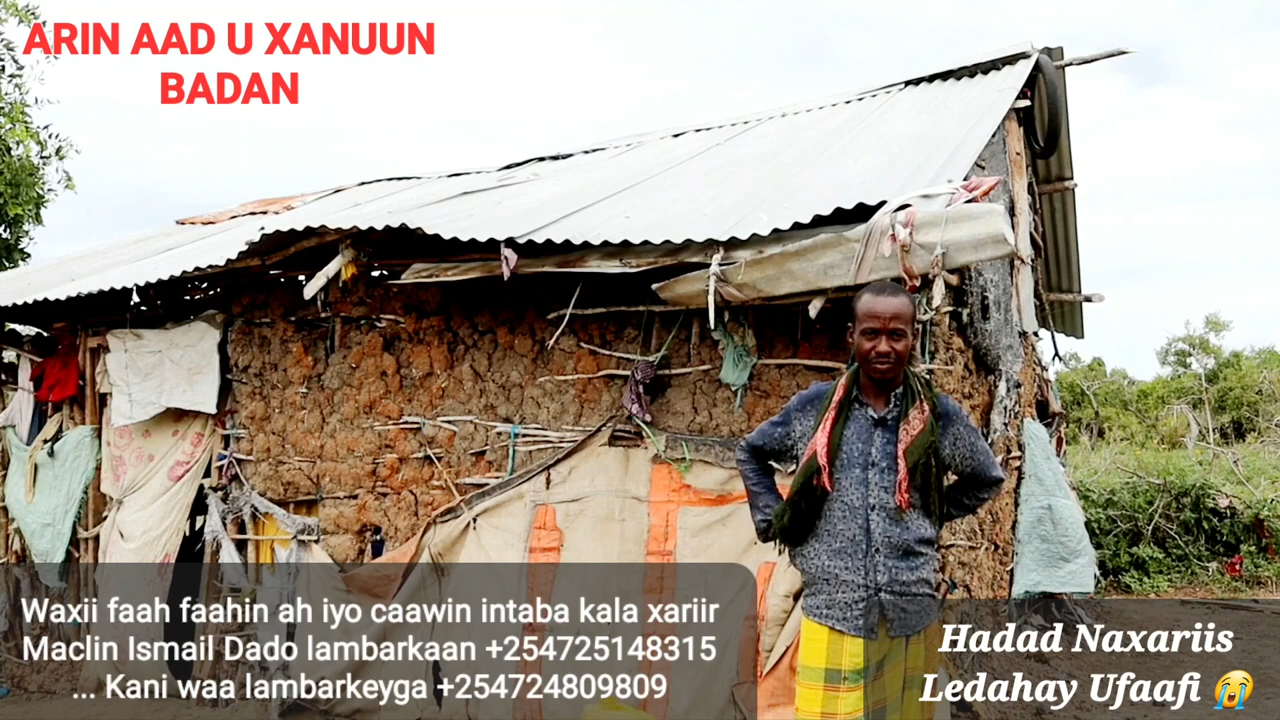 ARIN AAD U XANUUN
BADAN
Waxii faah faahin ah iyo caawin intaba kala xariir
Maclin Ismail Dado lambarkaan +254725148315
... Kani waa lambarkeyga +254724809809
Hadad Naxariis
Ledahay Ufaafi 😭